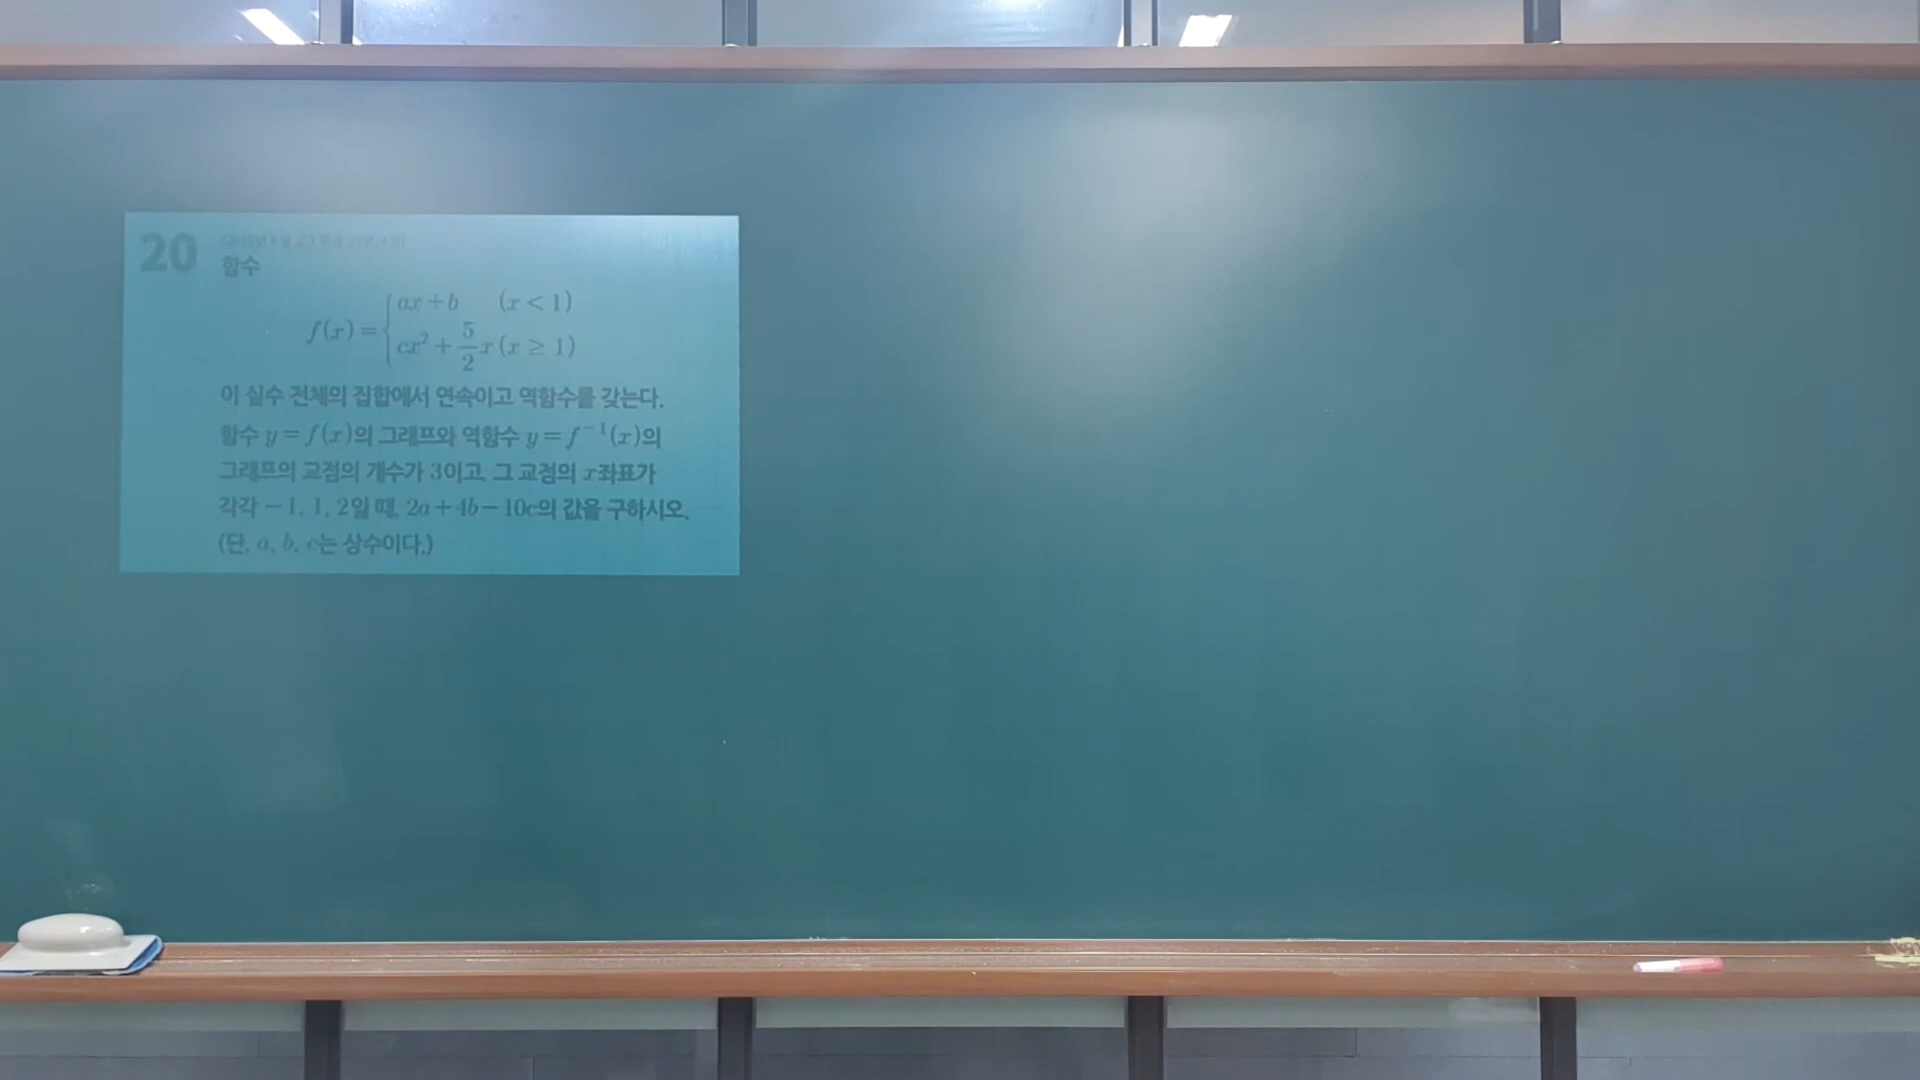 20
함수
f(x) = { ax+b (x < 1)
cx² + 5/2 x (x ≥ 1)
이 실수 전체의 집합에서 연속이고 역함수를 갖는다.
함수 y=f(x)의 그래프와 역함수 y=f⁻¹(x)의
그래프의 교점의 개수가 3이고, 그 교점의 x좌표가
각각 −1, 1, 2일 때, 2a+4b−10c의 값을 구하시오.
(단, a, b, c는 상수이다.)